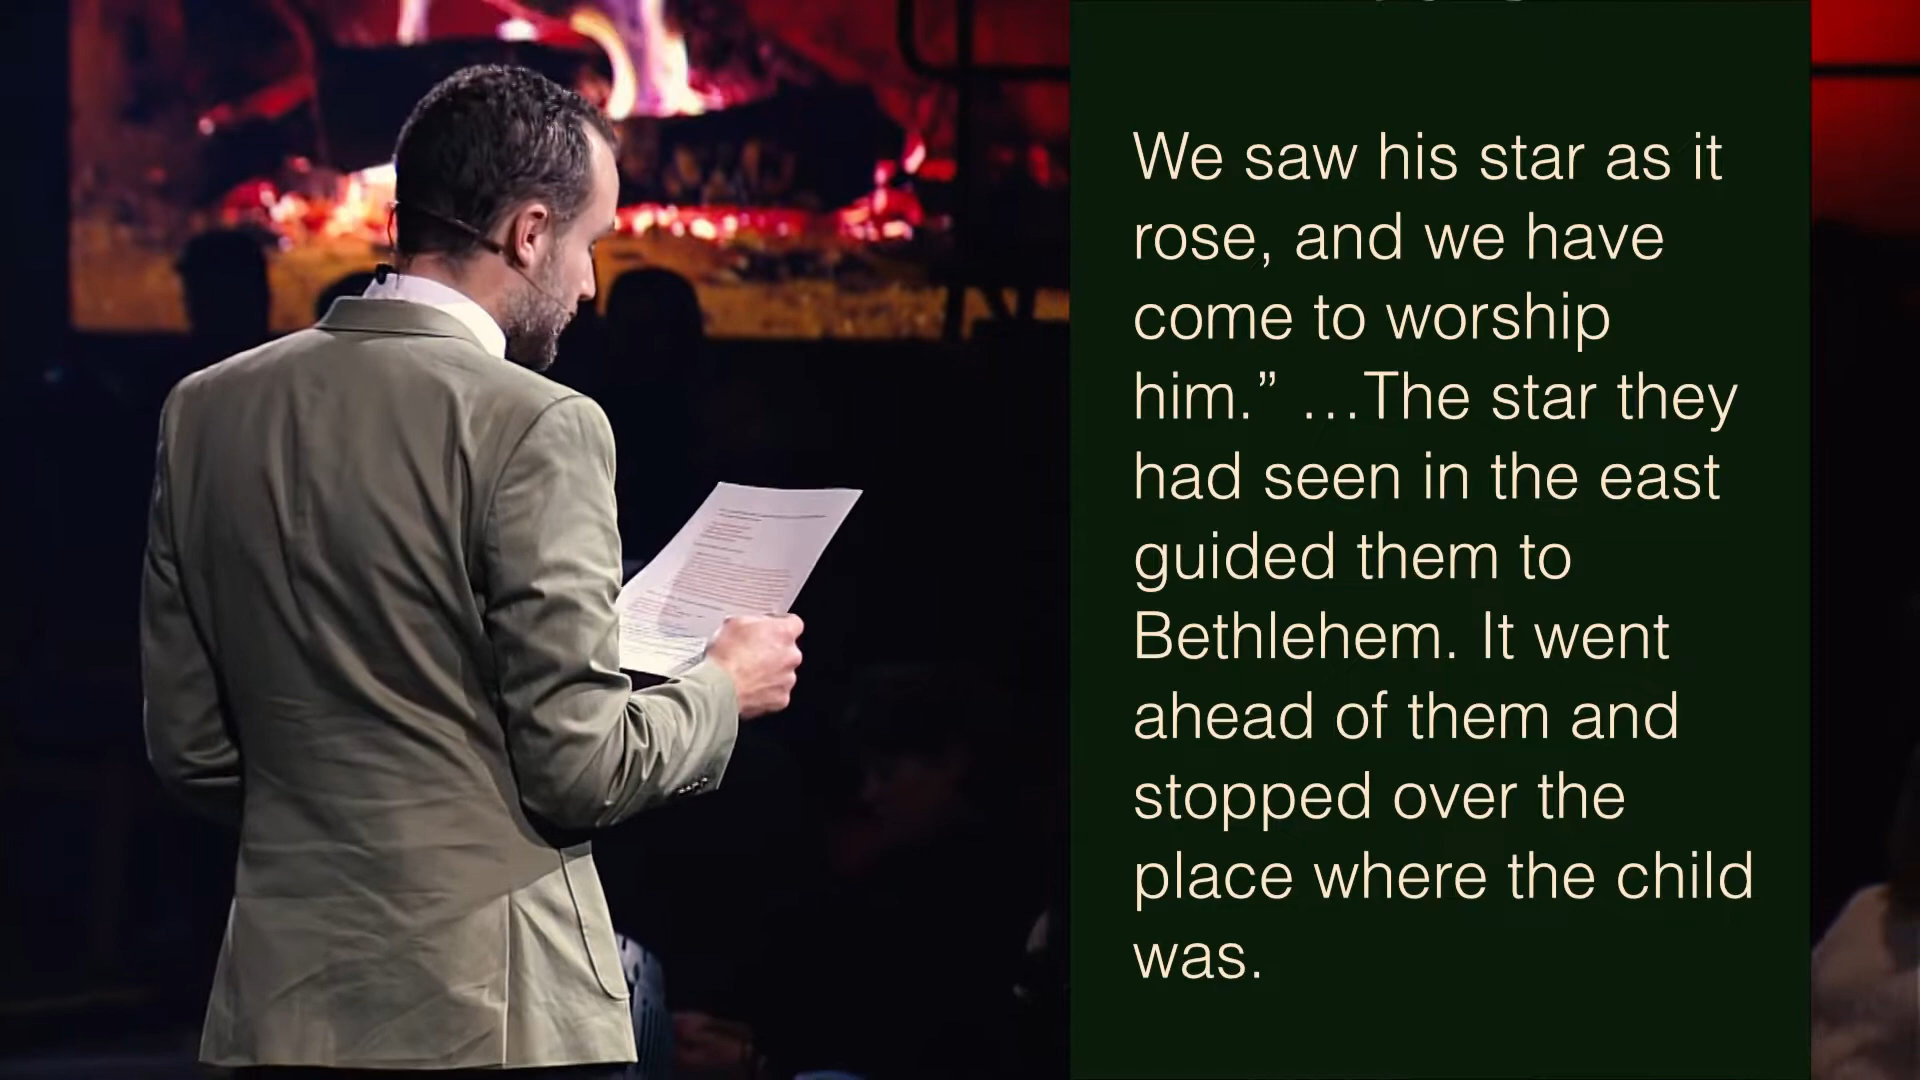 We saw his star as it
rose, and we have
come to worship
him.” …The star they
had seen in the east
guided them to
Bethlehem. It went
ahead of them and
stopped over the
place where the child
was.